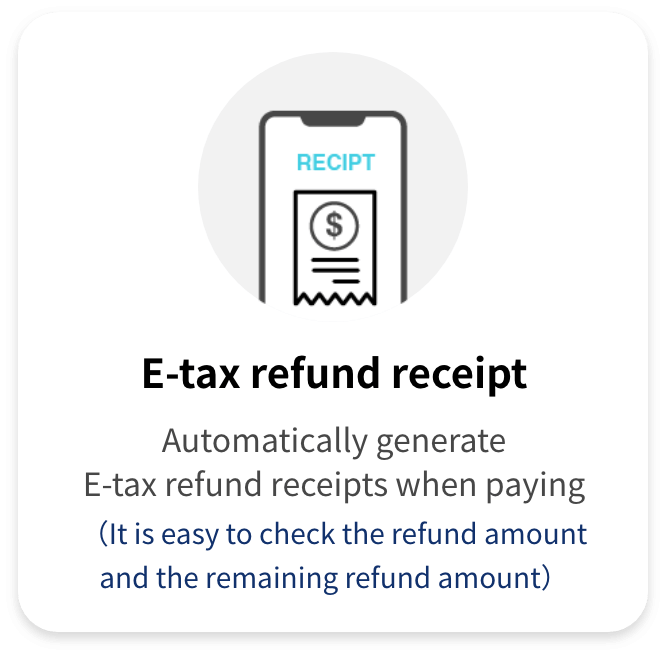 RECIPT
$
E-tax refund receipt
Automatically generate
E-tax refund receipts when paying
（It is easy to check the refund amount
and the remaining refund amount）